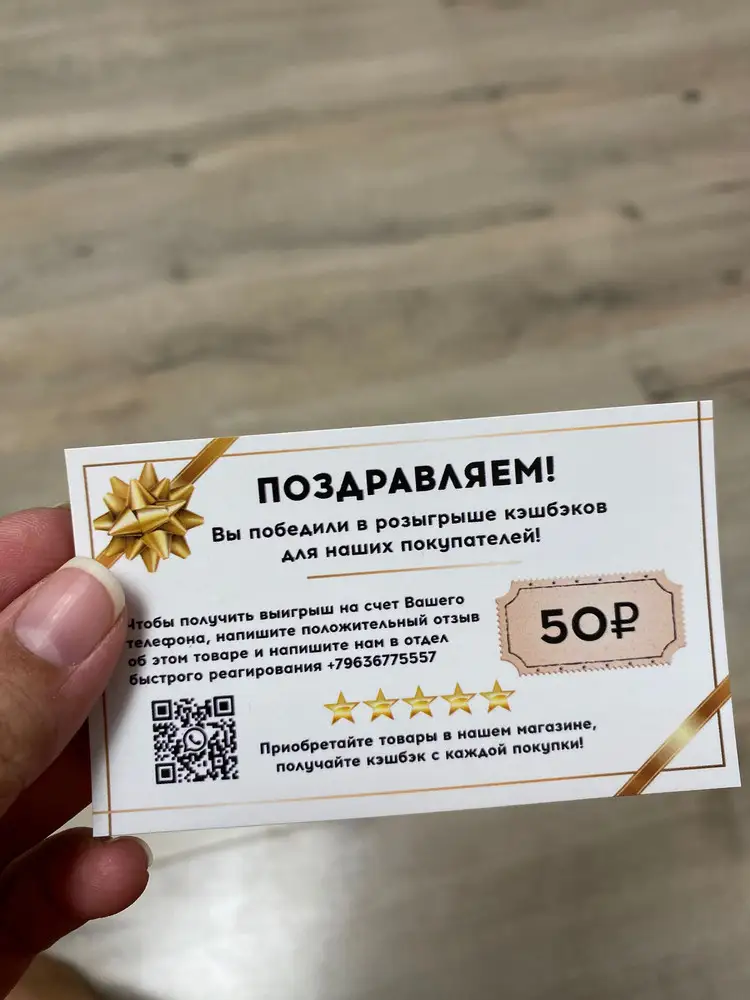 ПОЗДРАВЛЯЕМ!
Вы победили в розыгрыше кэшбэков
для наших покупателей!
Чтобы получить выигрыш на счет Вашего
телефона, напишите положительный отзыв
об этом товаре и напишите нам в отдел
быстрого реагирования +79636775557
50₽
Приобретайте товары в нашем магазине,
получайте кэшбэк с каждой покупки!